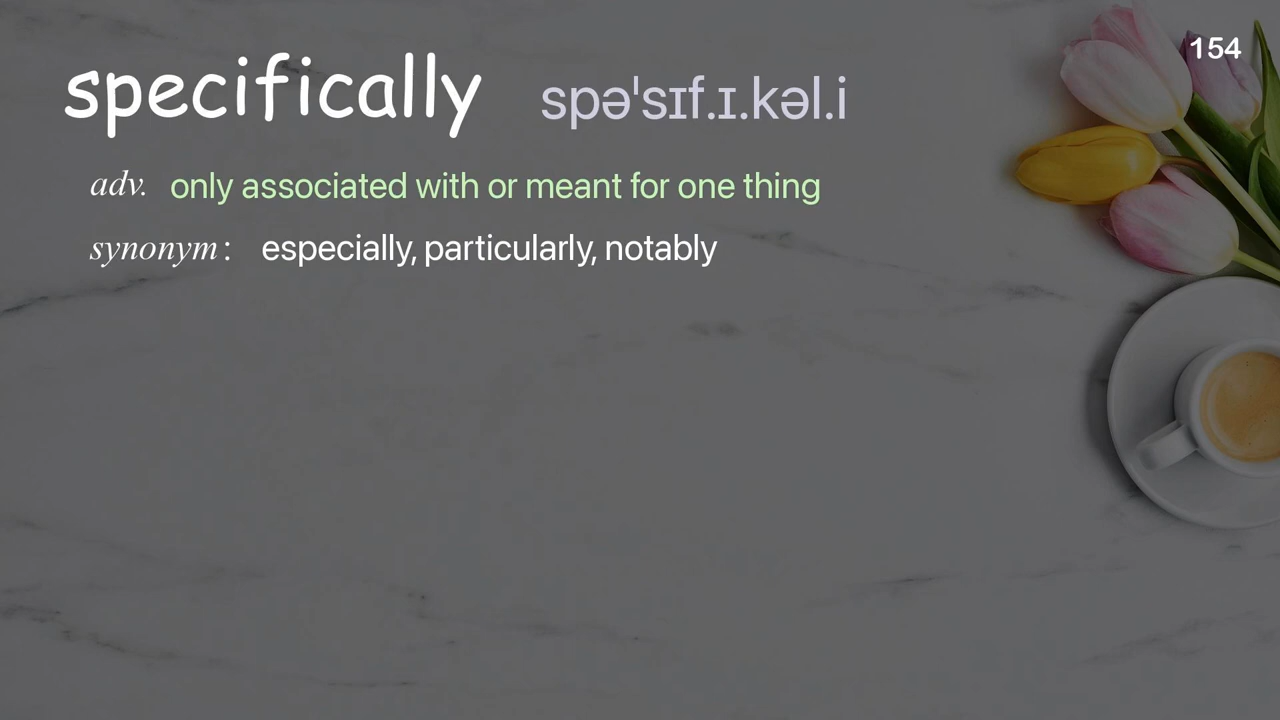 154
specifically spəˈsɪf.ɪ.kəl.i
adv. only associated with or meant for one thing
synonym: especially, particularly, notably